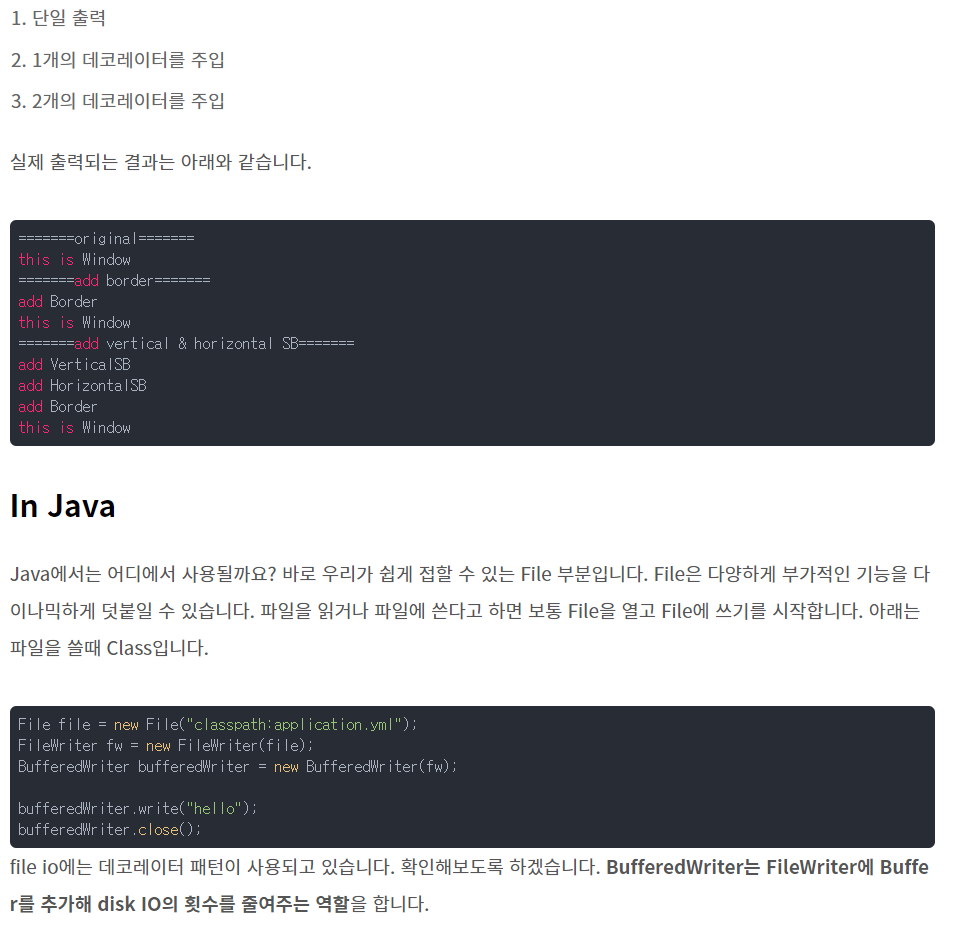 1. 단일 출력
2. 1개의 데코레이터를 주입
3. 2개의 데코레이터를 주입
실제 출력되는 결과는 아래와 같습니다.
=======original=======
this is Window
=======add border=======
add Border
this is Window
=======add vertical & horizontal SB=======
add VerticalSB
add HorizontalSB
add Border
this is Window
In Java
Java에서는 어디에서 사용될까요? 바로 우리가 쉽게 접할 수 있는 File 부분입니다. File은 다양하게 부가적인 기능을 다
이나믹하게 덧붙일 수 있습니다. 파일을 읽거나 파일에 쓴다고 하면 보통 File을 열고 File에 쓰기를 시작합니다. 아래는
파일을 쓸때 Class입니다.
File file = new File("classpath:application.yml");
FileWriter fw = new FileWriter(file);
BufferedWriter bufferedWriter = new BufferedWriter(fw);
bufferedWriter.write("hello");
bufferedWriter.close();
file io에는 데코레이터 패턴이 사용되고 있습니다. 확인해보도록 하겠습니다. BufferedWriter는 FileWriter에 Buffe
r를 추가해 disk IO의 횟수를 줄여주는 역할을 합니다.